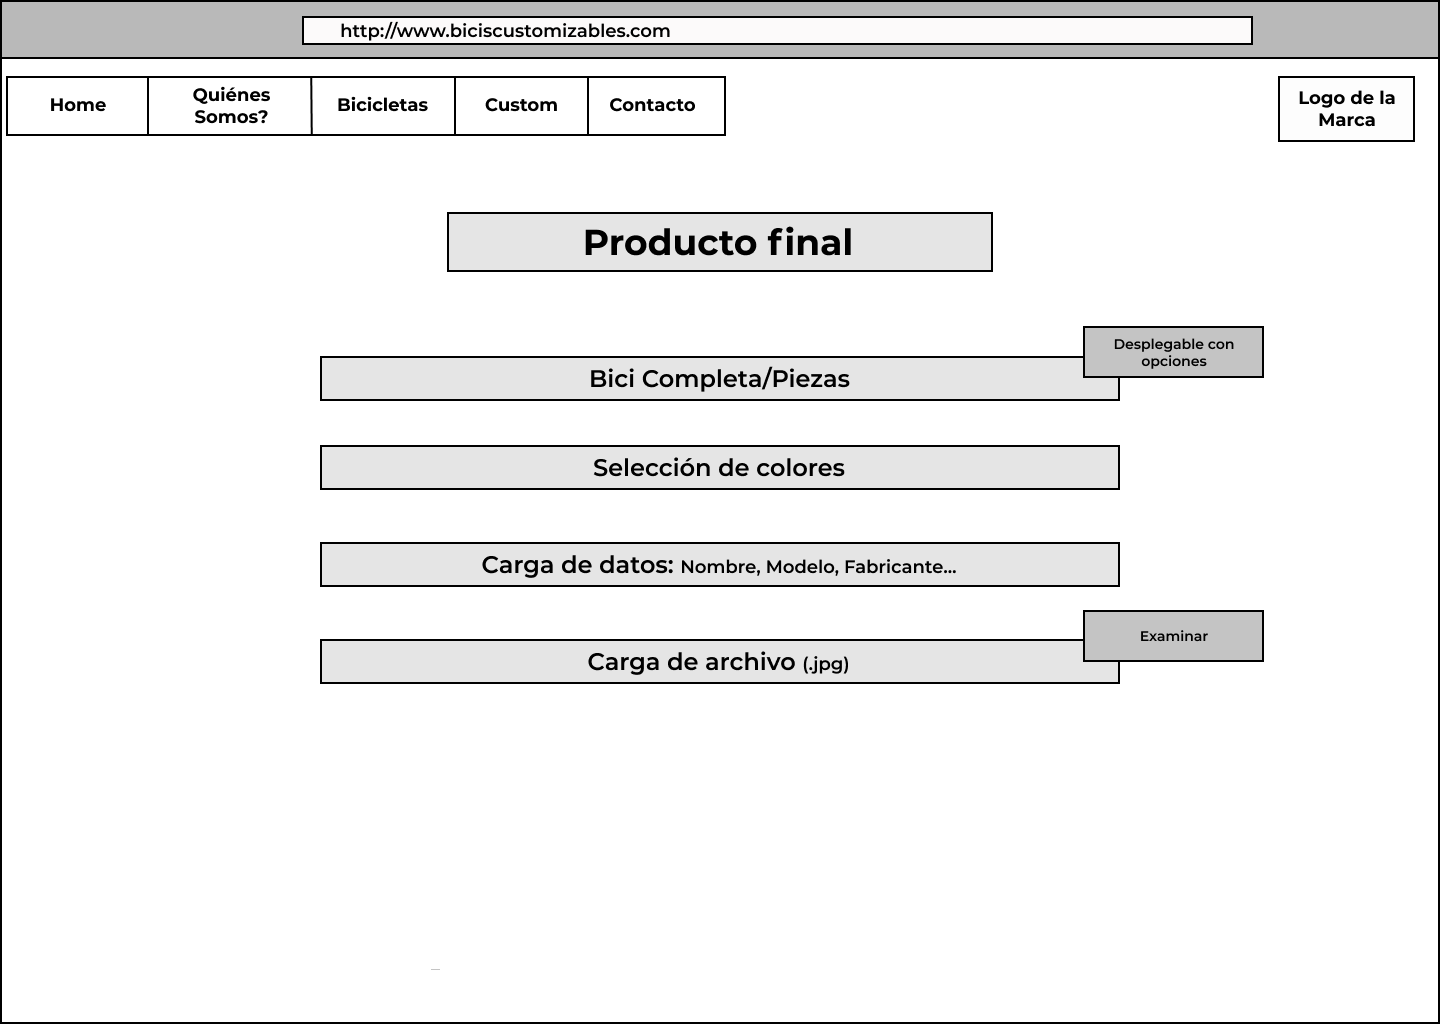 http://www.biciscustomizables.com
Home
Quiénes
Somos?
Bicicletas
Custom
Contacto
Logo de la
Marca
Producto final
Desplegable con
opciones
Bici Completa/Piezas
Selección de colores
Carga de datos: Nombre, Modelo, Fabricante...
Examinar
Carga de archivo (.jpg)